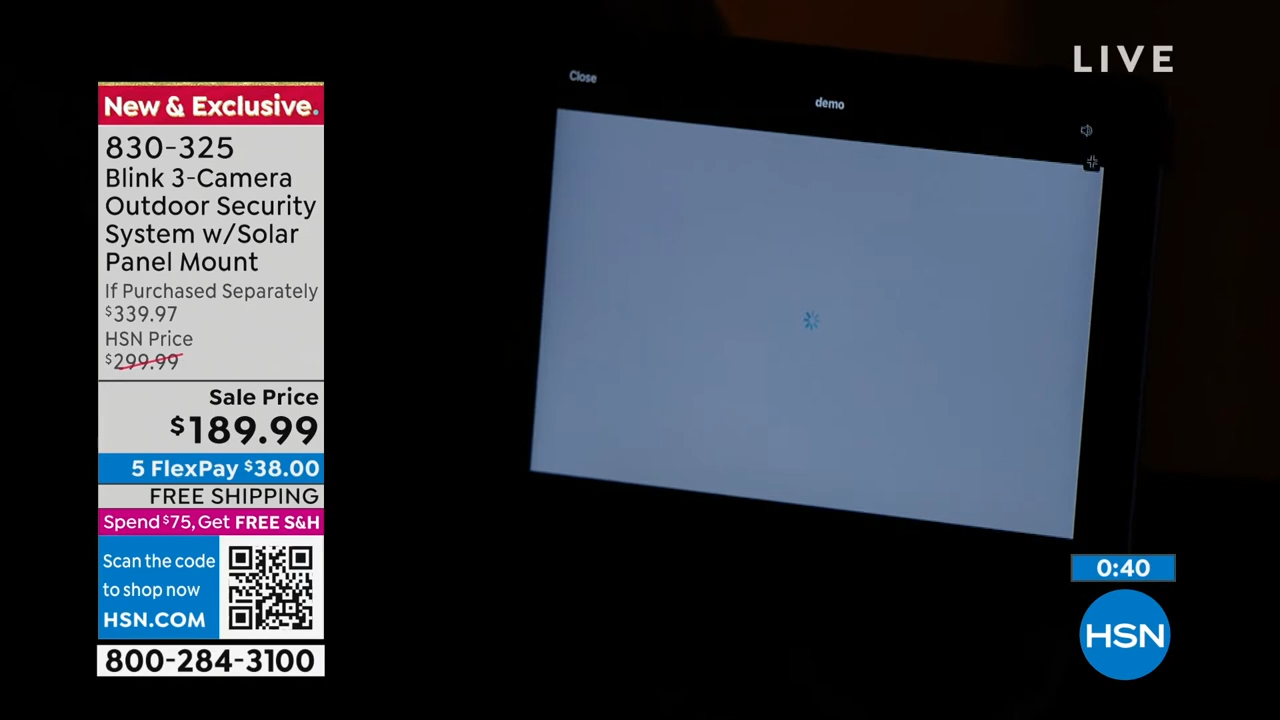 New & Exclusive.
830-325
Blink 3-Camera
Outdoor Security
System w/Solar
Panel Mount
If Purchased Separately
$339.97
HSN Price
$299.99
Sale Price
$189.99
5 FlexPay $38.00
FREE SHIPPING
Spend $75, Get FREE S&H
Scan the code
to shop now
HSN.COM
800-284-3100
Close
demo
LIVE
0:40
HSN